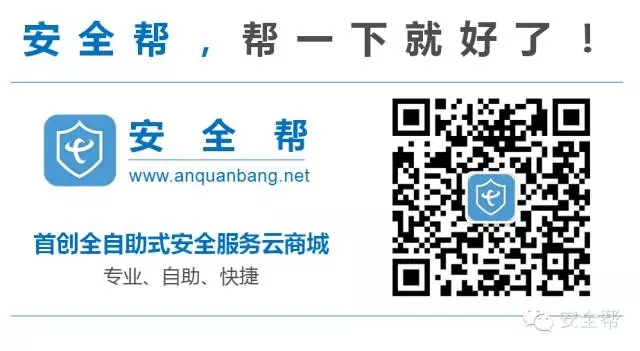 安全帮，帮一下就好了！
安全帮
www.anquanbang.net
首创全自助式安全服务云商城
专业、自助、快捷
安全帮